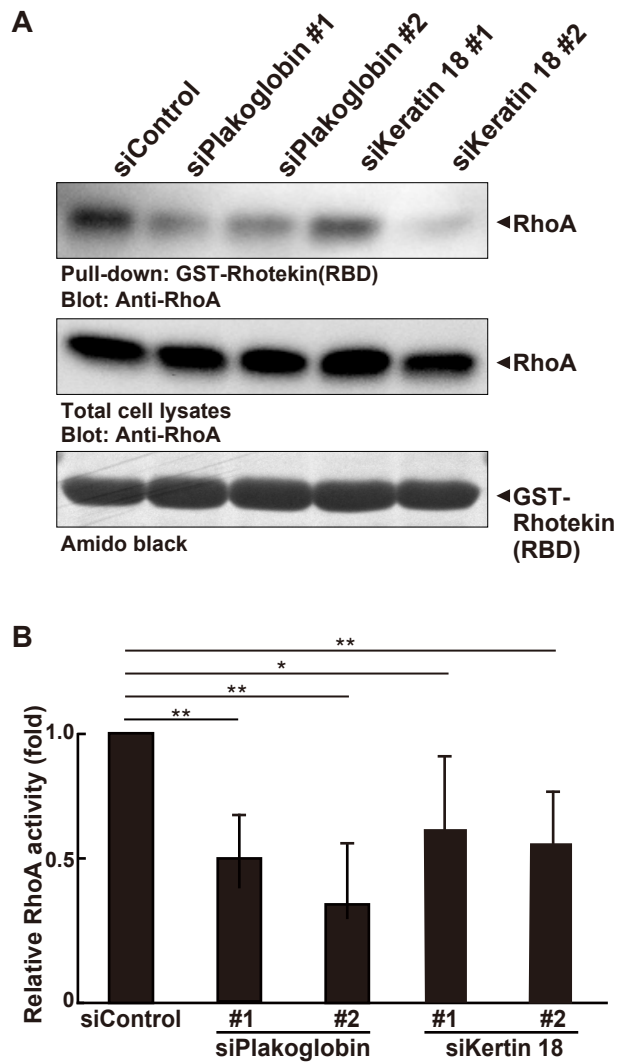 A
siControl
siPlakoglobin #1
siPlakoglobin #2
siKeratin 18 #1
siKeratin 18 #2
RhoA
Pull-down: GST-Rhotekin(RBD)
Blot: Anti-RhoA
RhoA
Total cell lysates
Blot: Anti-RhoA
GST-
Rhotekin
(RBD)
Amido black
B
**
*
**
**
Relative RhoA activity (fold)
1.0
0.5
0
siControl
#1 #2 #1 #2
siPlakoglobin siKertin 18